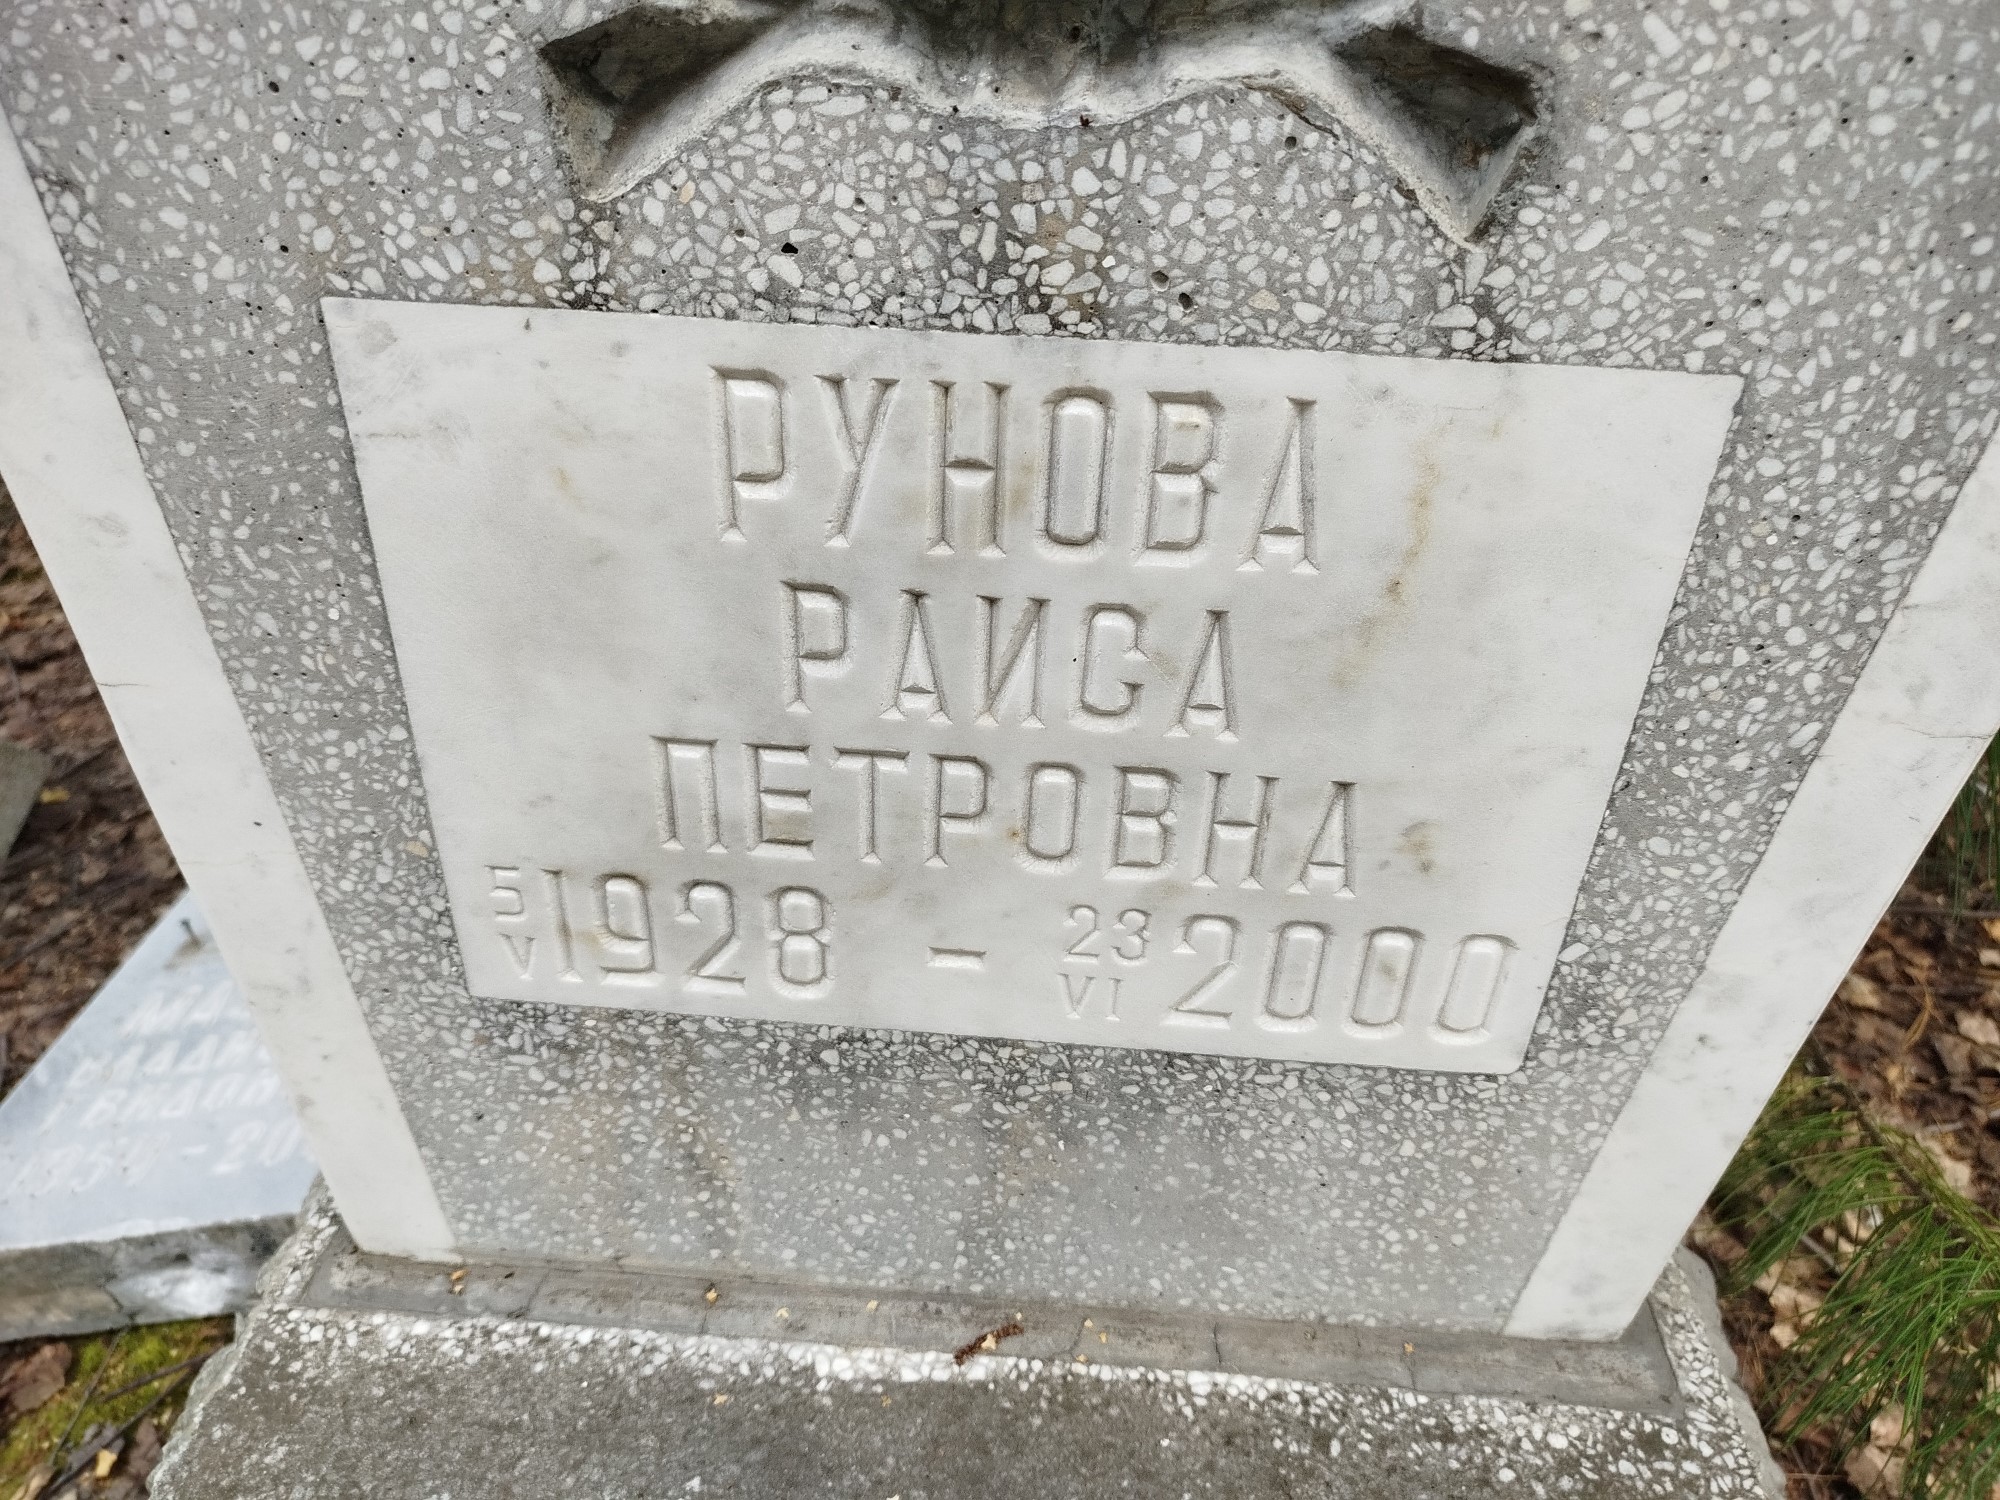 РУНОВА
РАИСА
ПЕТРОВНА
5/V 1928 - 23/VI 2000